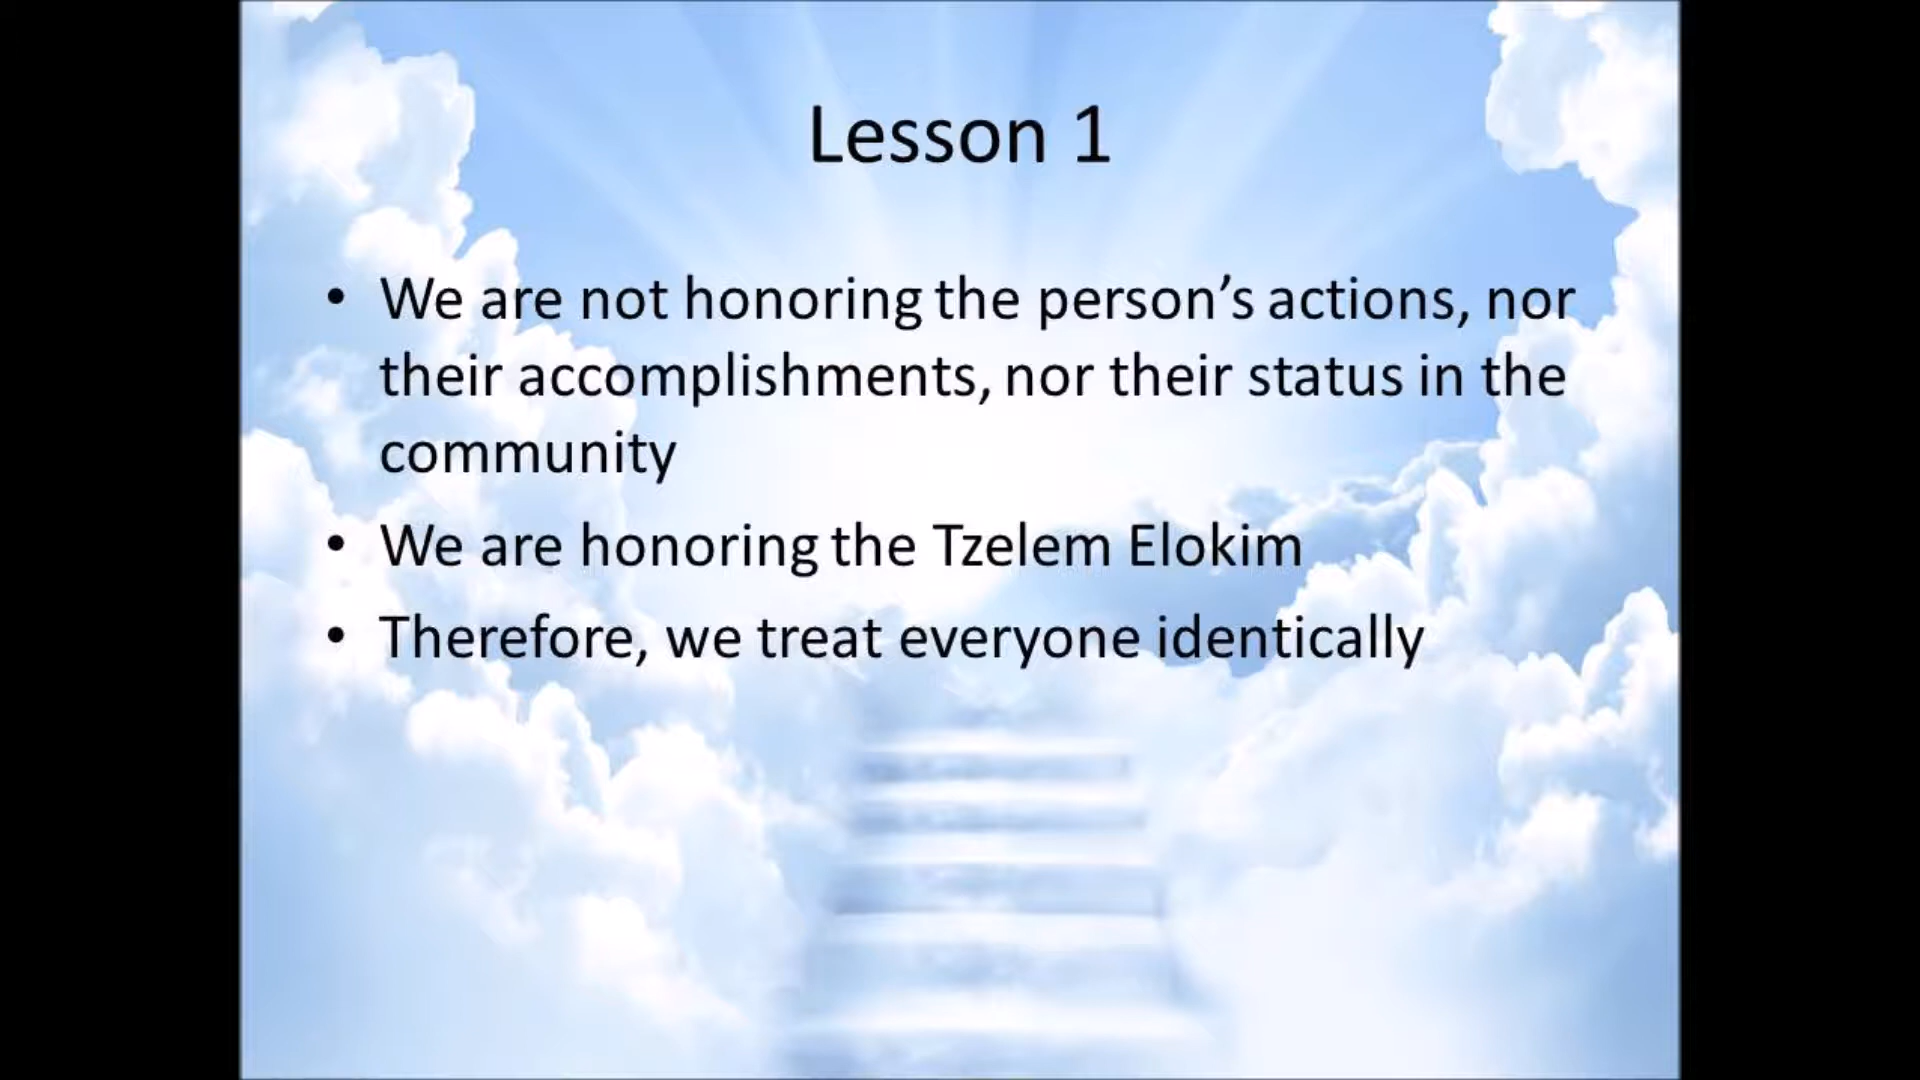 Lesson 1
• We are not honoring the person’s actions, nor
their accomplishments, nor their status in the
community
• We are honoring the Tzelem Elokim
• Therefore, we treat everyone identically